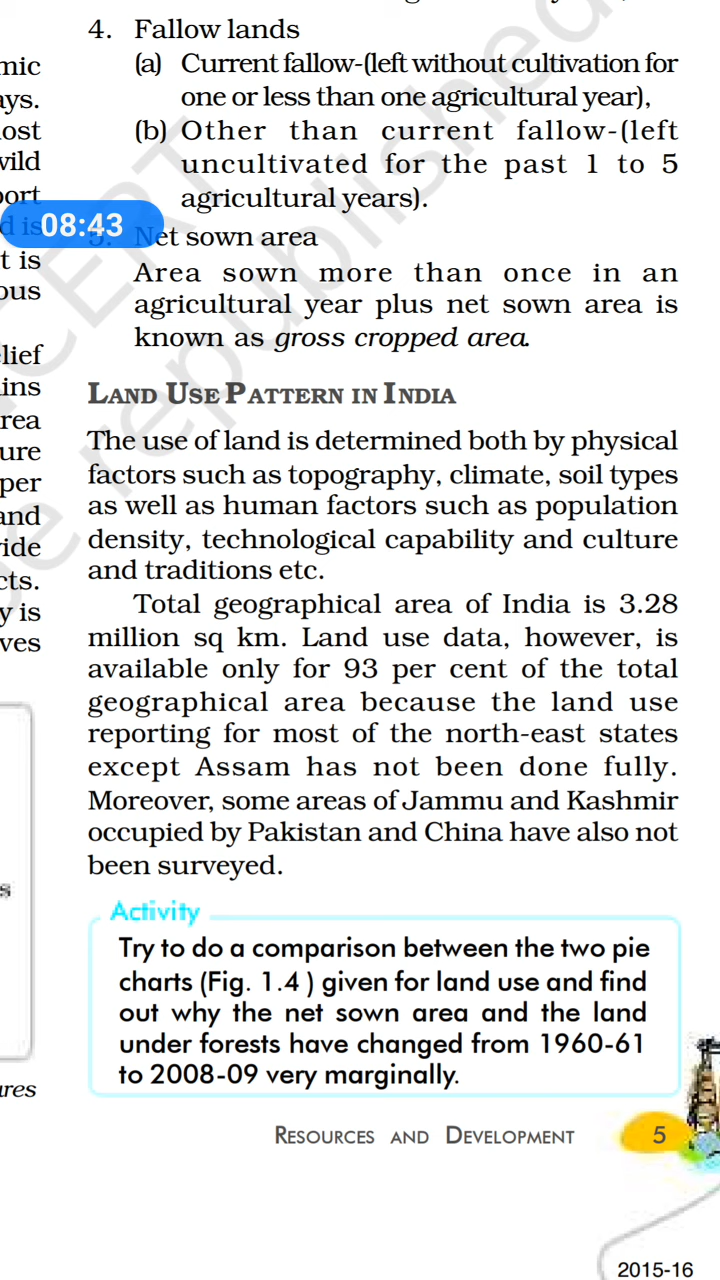 4. Fallow lands
(a) Current fallow-(left without cultivation for
one or less than one agricultural year),
(b) Other than current fallow-(left
uncultivated for the past 1 to 5
agricultural years).
08:43
5. Net sown area
Area sown more than once in an
agricultural year plus net sown area is
known as gross cropped area.
LAND USE PATTERN IN INDIA
The use of land is determined both by physical
factors such as topography, climate, soil types
as well as human factors such as population
density, technological capability and culture
and traditions etc.
Total geographical area of India is 3.28
million sq km. Land use data, however, is
available only for 93 per cent of the total
geographical area because the land use
reporting for most of the north-east states
except Assam has not been done fully.
Moreover, some areas of Jammu and Kashmir
occupied by Pakistan and China have also not
been surveyed.
Activity
Try to do a comparison between the two pie
charts (Fig. 1.4 ) given for land use and find
out why the net sown area and the land
under forests have changed from 1960-61
to 2008-09 very marginally.
RESOURCES AND DEVELOPMENT 5
2015-16